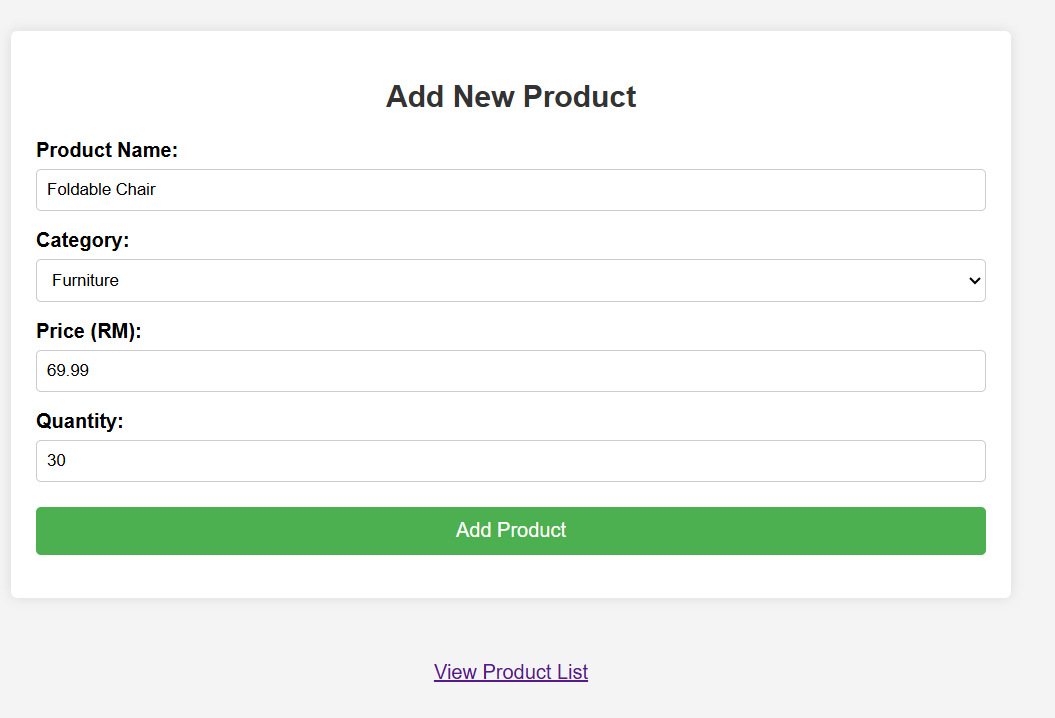 Add New Product
Product Name:
Foldable Chair
Category:
Furniture
Price (RM):
69.99
Quantity:
30
Add Product
View Product List